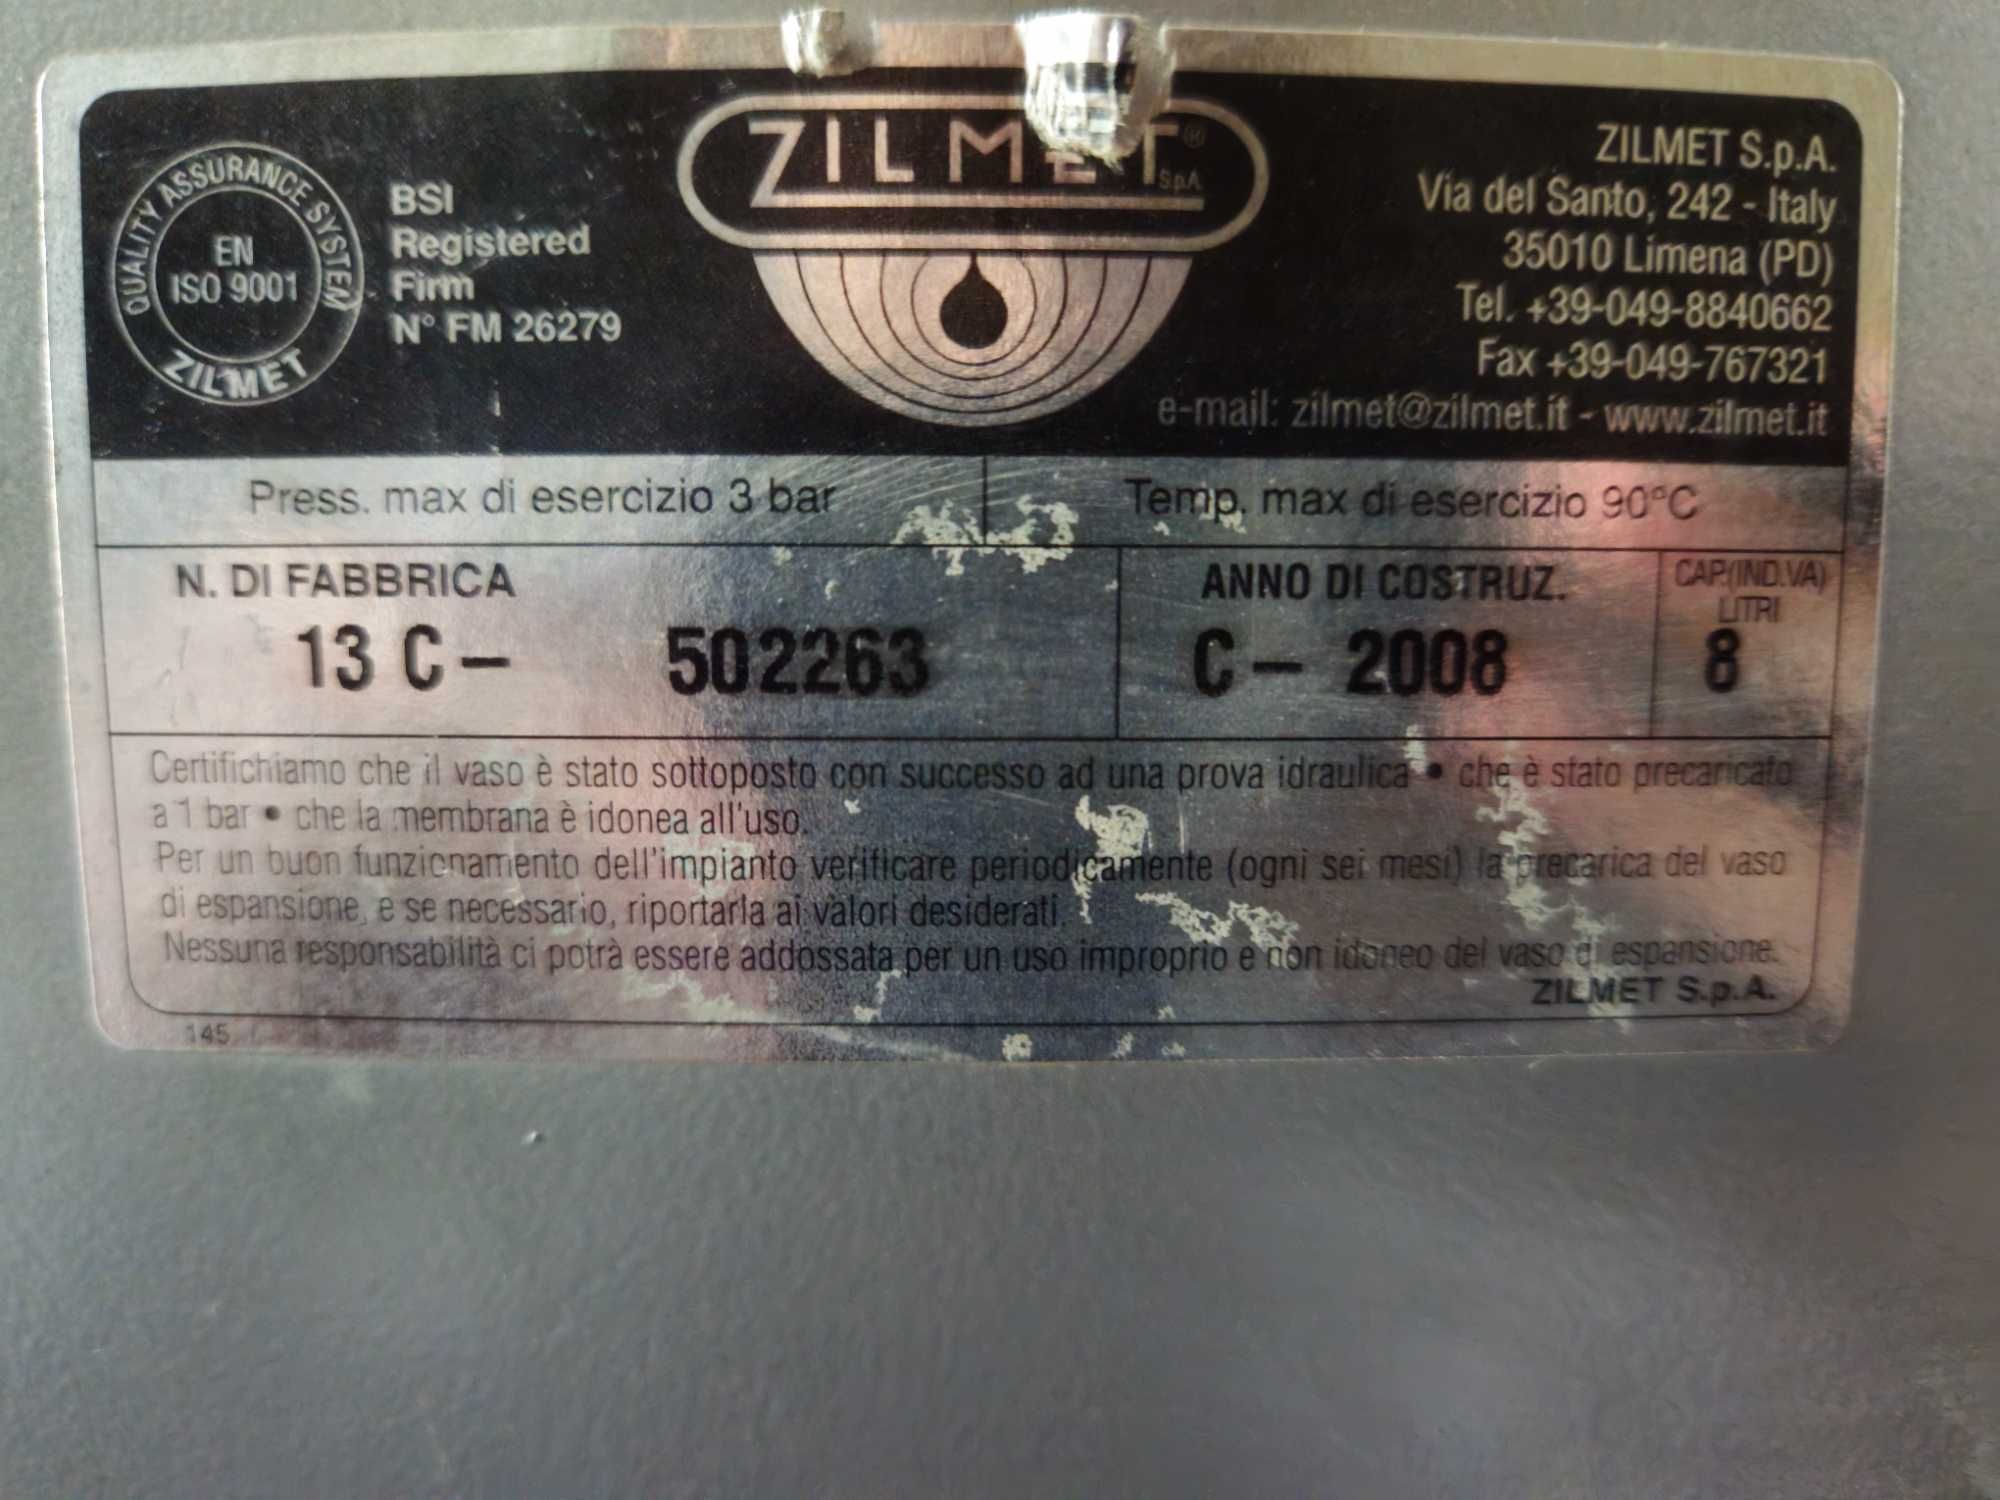 QUALITY ASSURANCE SYSTEM
EN
ISO 9001
ZILMET
BSI
Registered
Firm
N° FM 26279
ZILMET®
S.p.A.
ZILMET S.p.A.
Via del Santo, 242 - Italy
35010 Limena (PD)
Tel. +39-049-8840662
Fax +39-049-767321
e-mail: zilmet@zilmet.it - www.zilmet.it
Press. max di esercizio 3 bar
Temp. max di esercizio 90°C
N. DI FABBRICA
13 C- 502263
ANNO DI COSTRUZ.
C- 2008
CAP.(IND.VA)
LITRI
8
Certifichiamo che il vaso è stato sottoposto con successo ad una prova idraulica • che è stato precaricato
a 1 bar • che la membrana è idonea all'uso.
Per un buon funzionamento dell'impianto verificare periodicamente (ogni sei mesi) la precarica del vaso
di espansione, e se necessario, riportarla ai valori desiderati.
Nessuna responsabilità ci potrà essere addossata per un uso improprio e non idoneo del vaso di espansione.
ZILMET S.p.A.
145